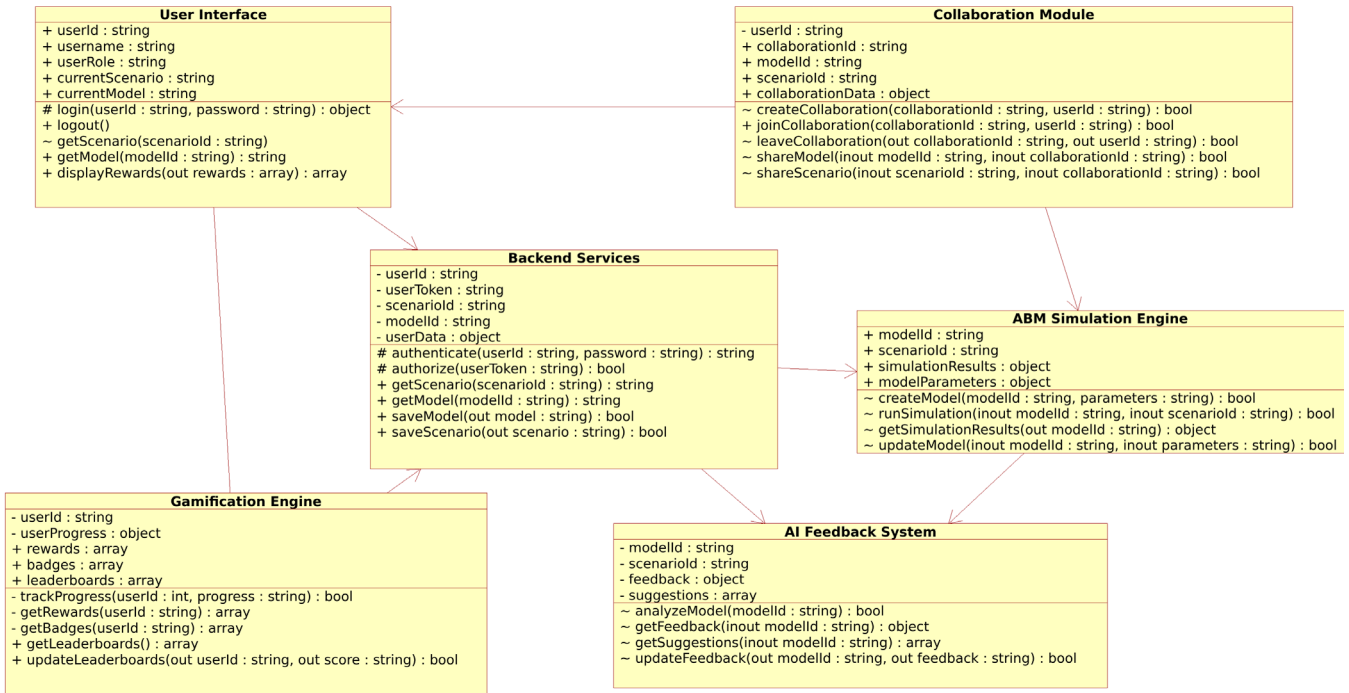 User Interface
+ userId : string
+ username : string
+ userRole : string
+ currentScenario : string
+ currentModel : string
# login(userId : string, password : string) : object
+ logout()
~ getScenario(scenarioId : string)
+ getModel(modelId : string) : string
+ displayRewards(out rewards : array) : array
Collaboration Module
- userId : string
+ collaborationId : string
+ modelId : string
+ scenarioId : string
+ collaborationData : object
~ createCollaboration(collaborationId : string, userId : string) : bool
+ joinCollaboration(collaborationId : string, userId : string) : bool
~ leaveCollaboration(out collaborationId : string, out userId : string) : bool
~ shareModel(inout modelId : string, inout collaborationId : string) : bool
~ shareScenario(inout scenarioId : string, inout collaborationId : string) : bool
Backend Services
- userId : string
- userToken : string
- scenarioId : string
- modelId : string
- userData : object
# authenticate(userId : string, password : string) : string
# authorize(userToken : string) : bool
+ getScenario(scenarioId : string) : string
+ getModel(modelId : string) : string
+ saveModel(out model : string) : bool
+ saveScenario(out scenario : string) : bool
ABM Simulation Engine
+ modelId : string
+ scenarioId : string
+ simulationResults : object
+ modelParameters : object
~ createModel(modelId : string, parameters : string) : bool
~ runSimulation(inout modelId : string, inout scenarioId : string) : bool
~ getSimulationResults(out modelId : string) : object
~ updateModel(inout modelId : string, inout parameters : string) : bool
Gamification Engine
- userId : string
- userProgress : object
+ rewards : array
+ badges : array
+ leaderboards : array
- trackProgress(userId : int, progress : string) : bool
- getRewards(userId : string) : array
- getBadges(userId : string) : array
+ getLeaderboards() : array
+ updateLeaderboards(out userId : string, out score : string) : bool
AI Feedback System
- modelId : string
- scenarioId : string
- feedback : object
- suggestions : array
~ analyzeModel(modelId : string) : bool
~ getFeedback(inout modelId : string) : object
~ getSuggestions(inout modelId : string) : array
~ updateFeedback(out modelId : string, out feedback : string) : bool